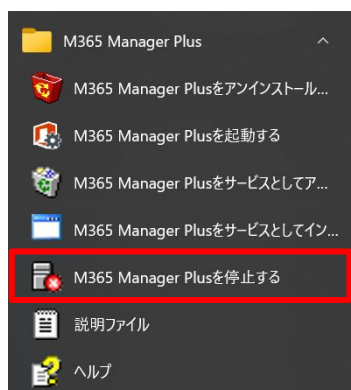 M365 Manager Plus
M365 Manager Plusをアンインストール...
M365 Manager Plusを起動する
M365 Manager Plusをサービスとしてア...
M365 Manager Plusをサービスとしてイン...
M365 Manager Plusを停止する
説明ファイル
ヘルプ